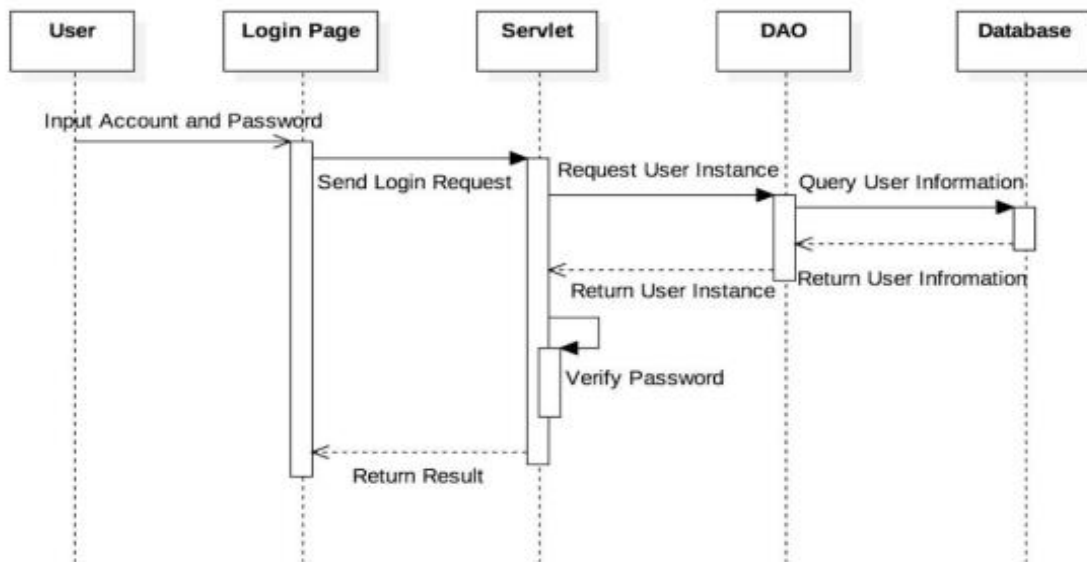 User
Login Page
Servlet
DAO
Database
Input Account and Password
Send Login Request
Request User Instance
Query User Information
Return User Infromation
Return User Instance
Verify Password
Return Result